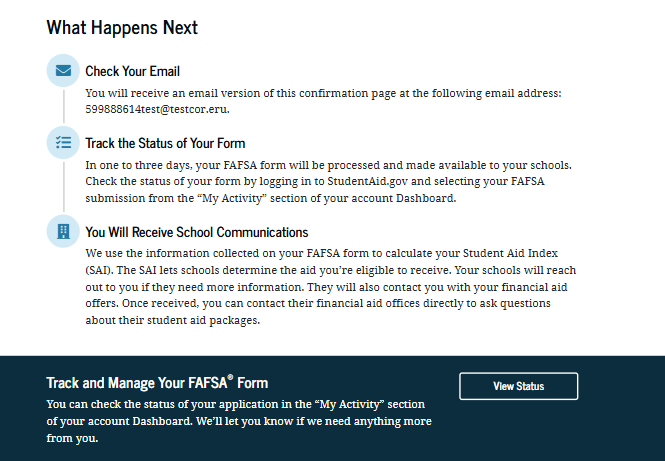 What Happens Next
Check Your Email
You will receive an email version of this confirmation page at the following email address:
599888614test@testcor.eru.
Track the Status of Your Form
In one to three days, your FAFSA form will be processed and made available to your schools.
Check the status of your form by logging in to StudentAid.gov and selecting your FAFSA
submission from the “My Activity” section of your account Dashboard.
You Will Receive School Communications
We use the information collected on your FAFSA form to calculate your Student Aid Index
(SAI). The SAI lets schools determine the aid you’re eligible to receive. Your schools will reach
out to you if they need more information. They will also contact you with your financial aid
offers. Once received, you can contact their financial aid offices directly to ask questions
about their student aid packages.
Track and Manage Your FAFSA® Form
View Status
You can check the status of your application in the “My Activity” section
of your account Dashboard. We’ll let you know if we need anything more
from you.